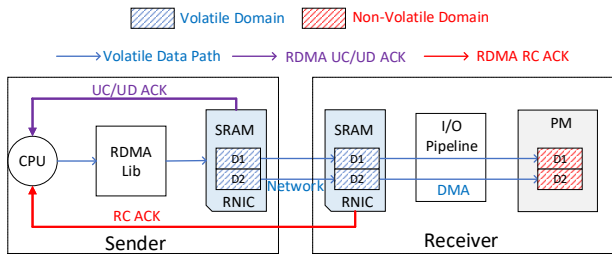 Volatile Domain
Non-Volatile Domain
Volatile Data Path
RDMA UC/UD ACK
RDMA RC ACK
UC/UD ACK
CPU
RDMA
Lib
SRAM
D1
D2
RNIC
Network
SRAM
D1
D2
RNIC
I/O
Pipeline
DMA
PM
D1
D2
RC ACK
Sender
Receiver